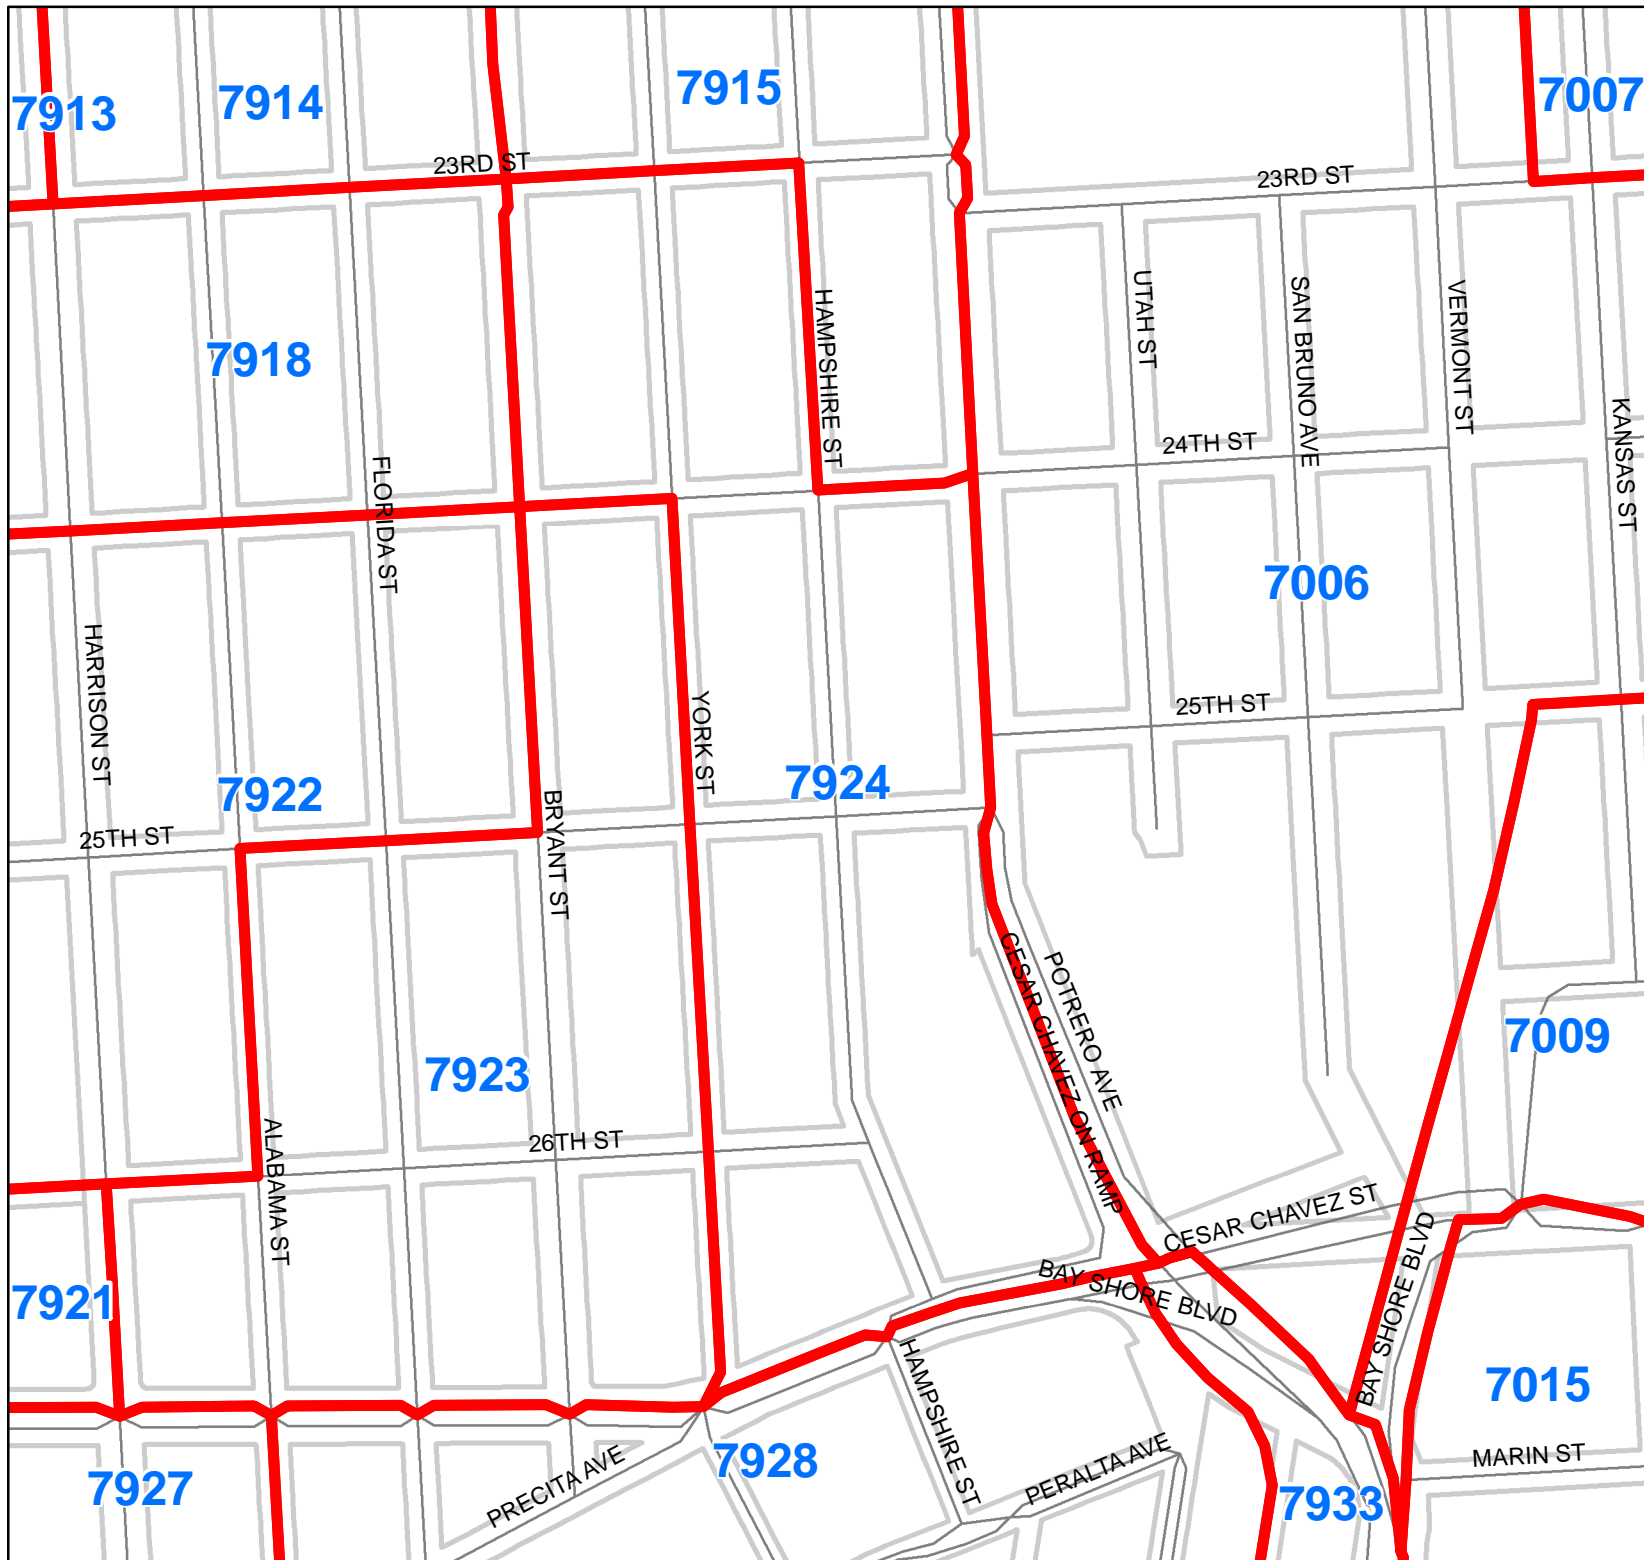 7915
7007
7914
7913
23RD ST
23RD ST
UTAH ST
SAN BRUNO AVE
VERMONT ST
HAMPSHIRE ST
7918
KANSAS ST
24TH ST
FLORIDA ST
7006
HARRISON ST
YORK ST
25TH ST
7924
7922
BRYANT ST
25TH ST
CESAR CHAVEZ ON RAMP
POTRERO AVE
7009
7923
ALABAMA ST
26TH ST
CESAR CHAVEZ ST
BAY SHORE BLVD
BAY SHORE BLVD
7921
HAMPSHIRE ST
7015
PERALTA AVE
PRECITA AVE
7928
MARIN ST
7927
7933